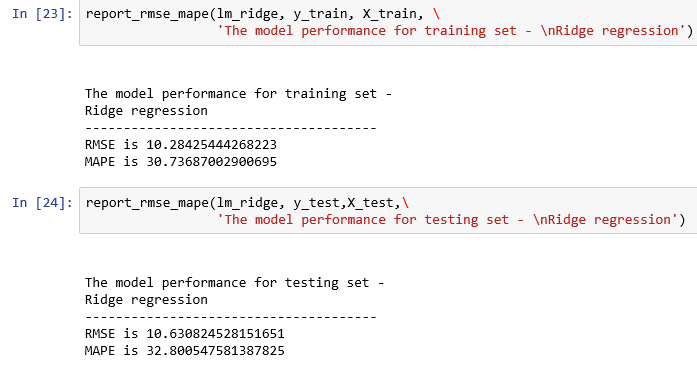 In [23]: report_rmse_mape(lm_ridge, y_train, X_train, \
'The model performance for training set - \nRidge regression')
The model performance for training set -
Ridge regression
--------------------------------------
RMSE is 10.28425444268223
MAPE is 30.73687002900695
In [24]: report_rmse_mape(lm_ridge, y_test,X_test,\
'The model performance for testing set - \nRidge regression')
The model performance for testing set -
Ridge regression
--------------------------------------
RMSE is 10.630824528151651
MAPE is 32.800547581387825